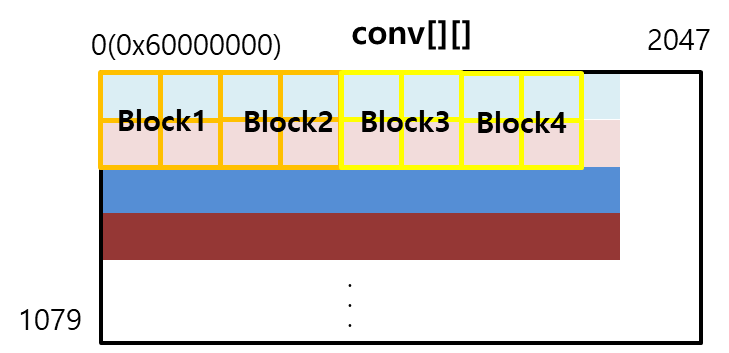 0(0x60000000)
conv[][]
2047
Block1
Block2
Block3
Block4
1079